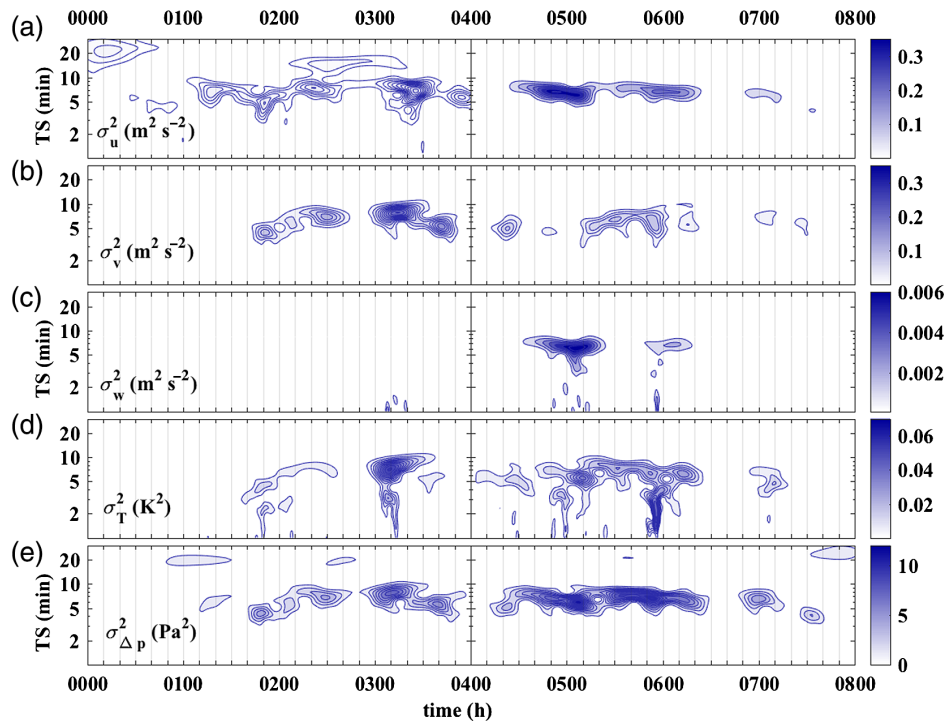 (a)
0000 0100 0200 0300 0400 0500 0600 0700 0800
TS (min)
20
10
5
2
σ²u (m² s⁻²)
0.3
0.2
0.1
(b)
20
10
5
2
σ²v (m² s⁻²)
0.3
0.2
0.1
(c)
TS (min)
20
10
5
2
σ²w (m² s⁻²)
0.006
0.004
0.002
(d)
20
10
5
2
σ²T (K²)
0.06
0.04
0.02
(e)
TS (min)
20
10
5
2
σ²Δ p (Pa²)
10
5
0
0000 0100 0200 0300 0400 0500 0600 0700 0800
time (h)